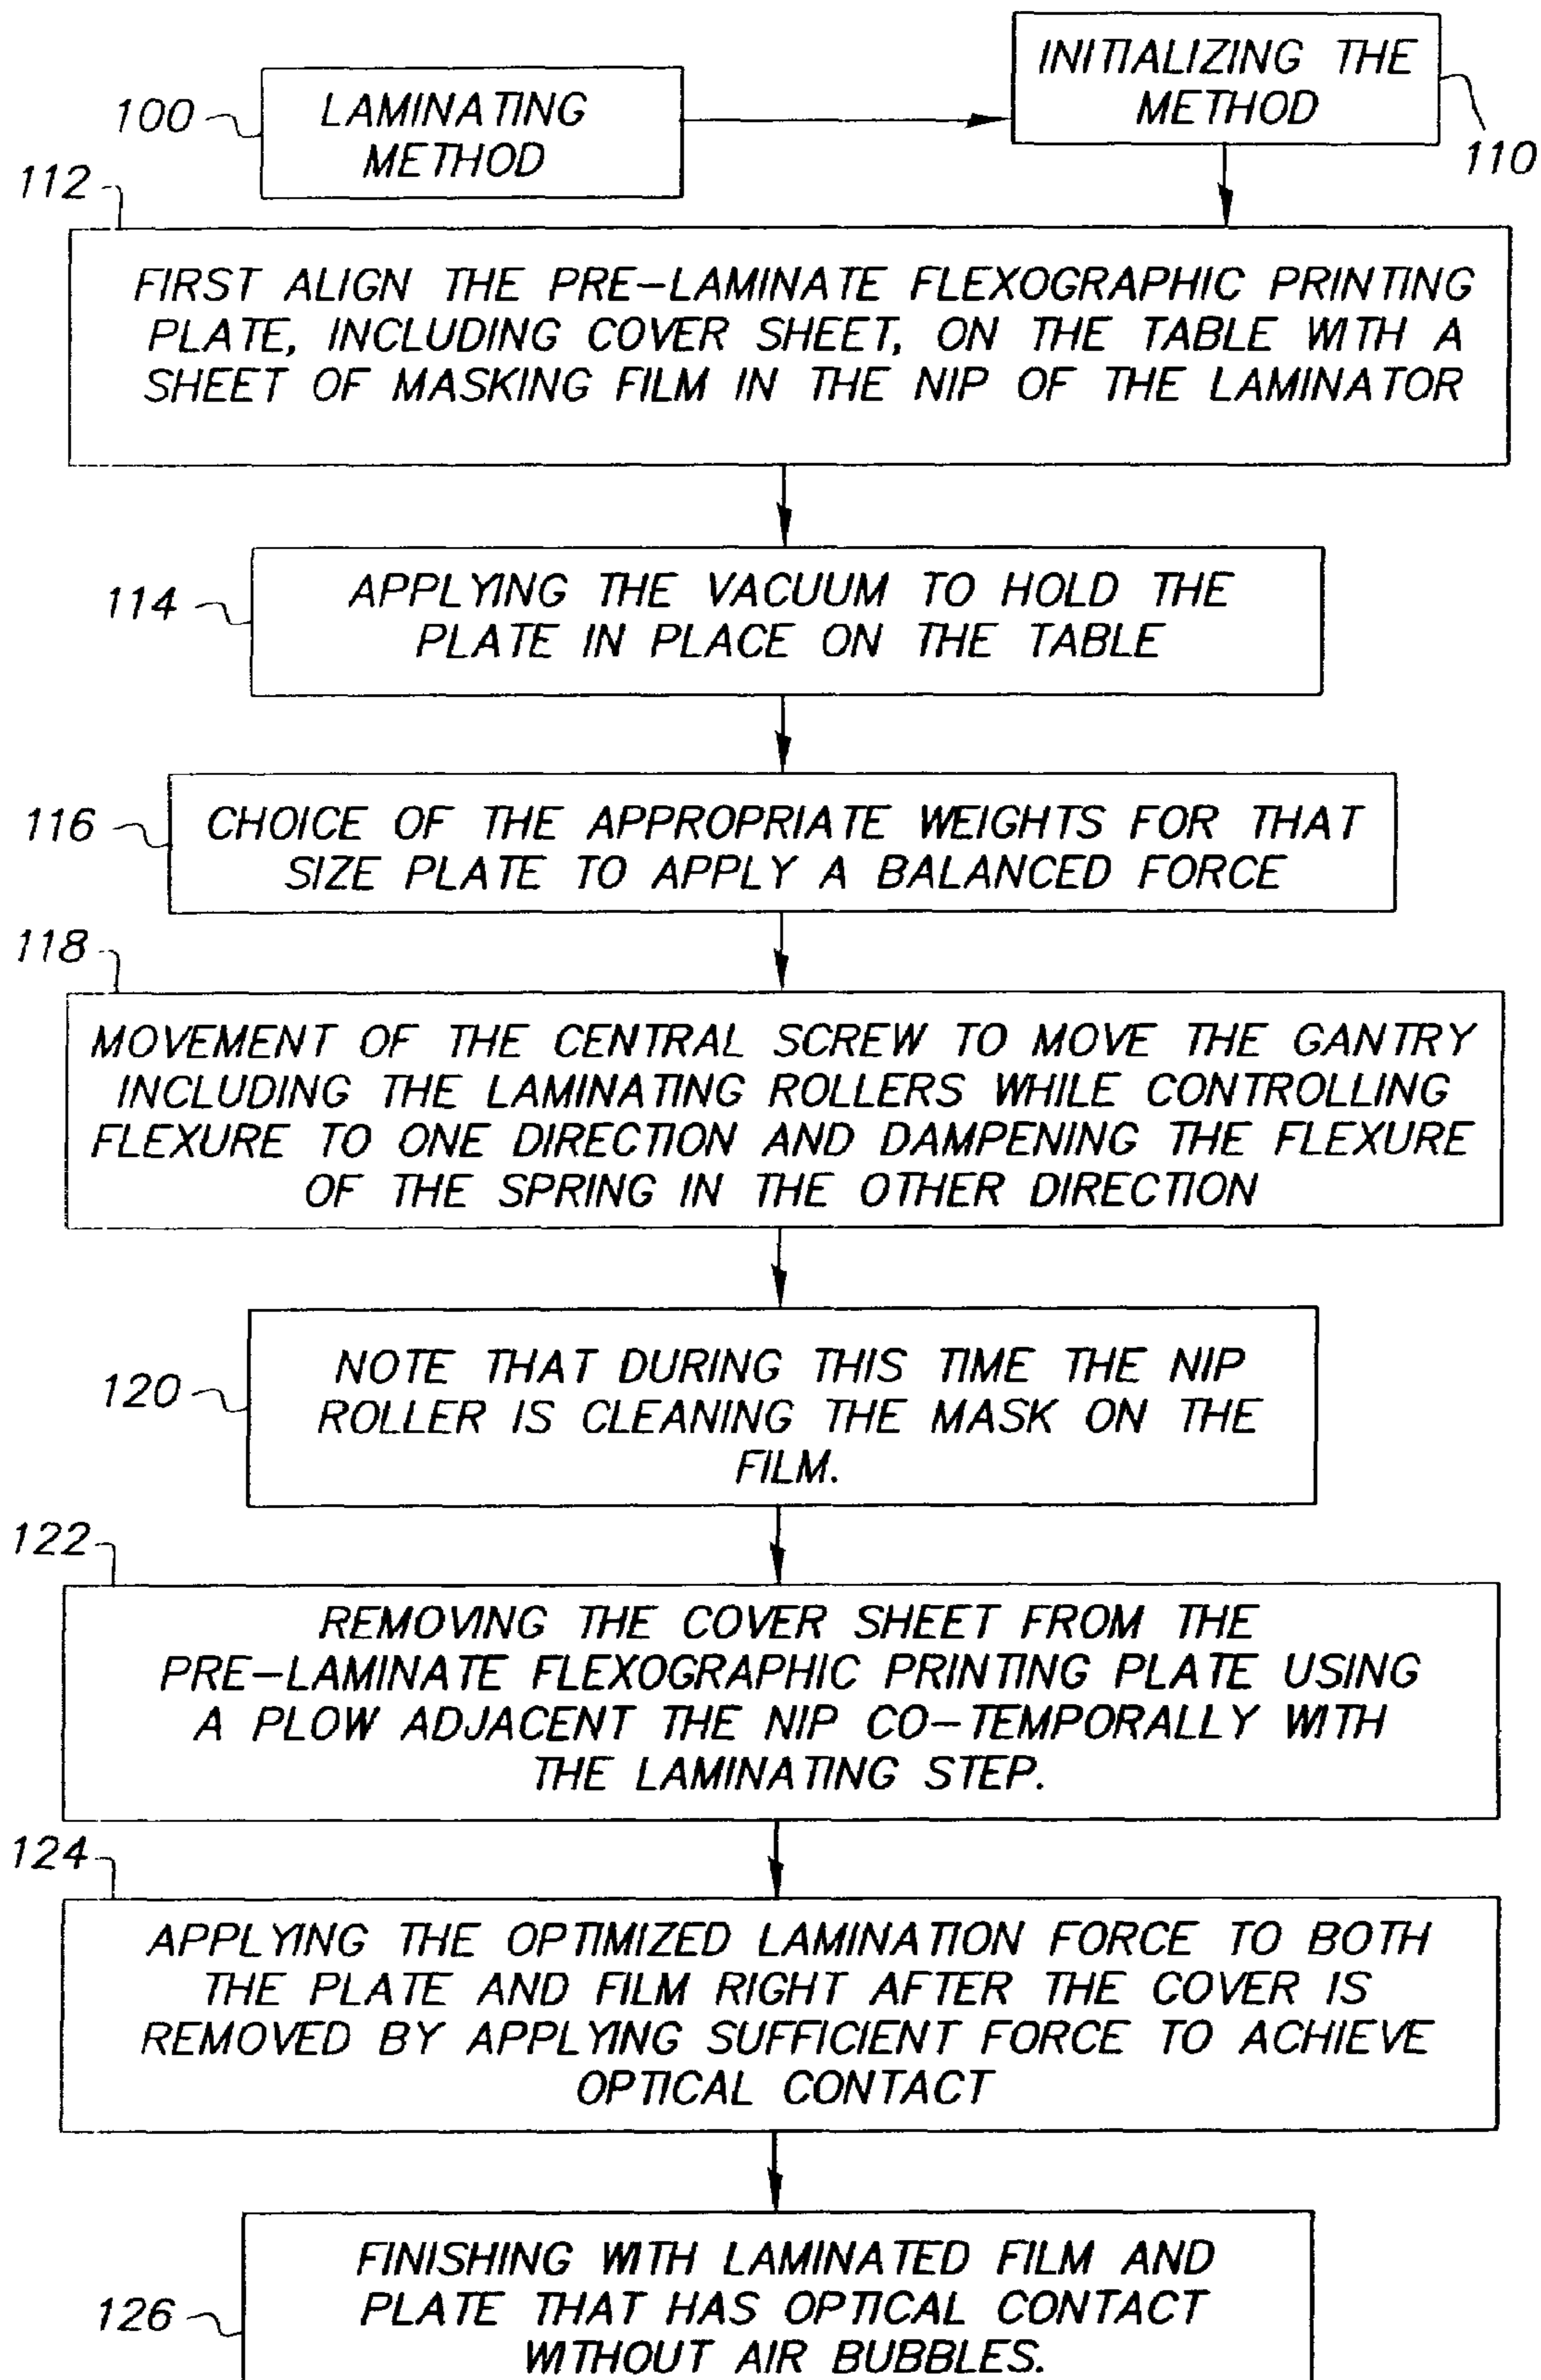 100
LAMINATING
METHOD
INITIALIZING THE
METHOD
110
112
FIRST ALIGN THE PRE-LAMINATE FLEXOGRAPHIC PRINTING
PLATE, INCLUDING COVER SHEET, ON THE TABLE WITH A
SHEET OF MASKING FILM IN THE NIP OF THE LAMINATOR
114
APPLYING THE VACUUM TO HOLD THE
PLATE IN PLACE ON THE TABLE
116
CHOICE OF THE APPROPRIATE WEIGHTS FOR THAT
SIZE PLATE TO APPLY A BALANCED FORCE
118
MOVEMENT OF THE CENTRAL SCREW TO MOVE THE GANTRY
INCLUDING THE LAMINATING ROLLERS WHILE CONTROLLING
FLEXURE TO ONE DIRECTION AND DAMPENING THE FLEXURE
OF THE SPRING IN THE OTHER DIRECTION
120
NOTE THAT DURING THIS TIME THE NIP
ROLLER IS CLEANING THE MASK ON THE
FILM.
122
REMOVING THE COVER SHEET FROM THE
PRE-LAMINATE FLEXOGRAPHIC PRINTING PLATE USING
A PLOW ADJACENT THE NIP CO-TEMPORALLY WITH
THE LAMINATING STEP.
124
APPLYING THE OPTIMIZED LAMINATION FORCE TO BOTH
THE PLATE AND FILM RIGHT AFTER THE COVER IS
REMOVED BY APPLYING SUFFICIENT FORCE TO ACHIEVE
OPTICAL CONTACT
126
FINISHING WITH LAMINATED FILM AND
PLATE THAT HAS OPTICAL CONTACT
WITHOUT AIR BUBBLES.